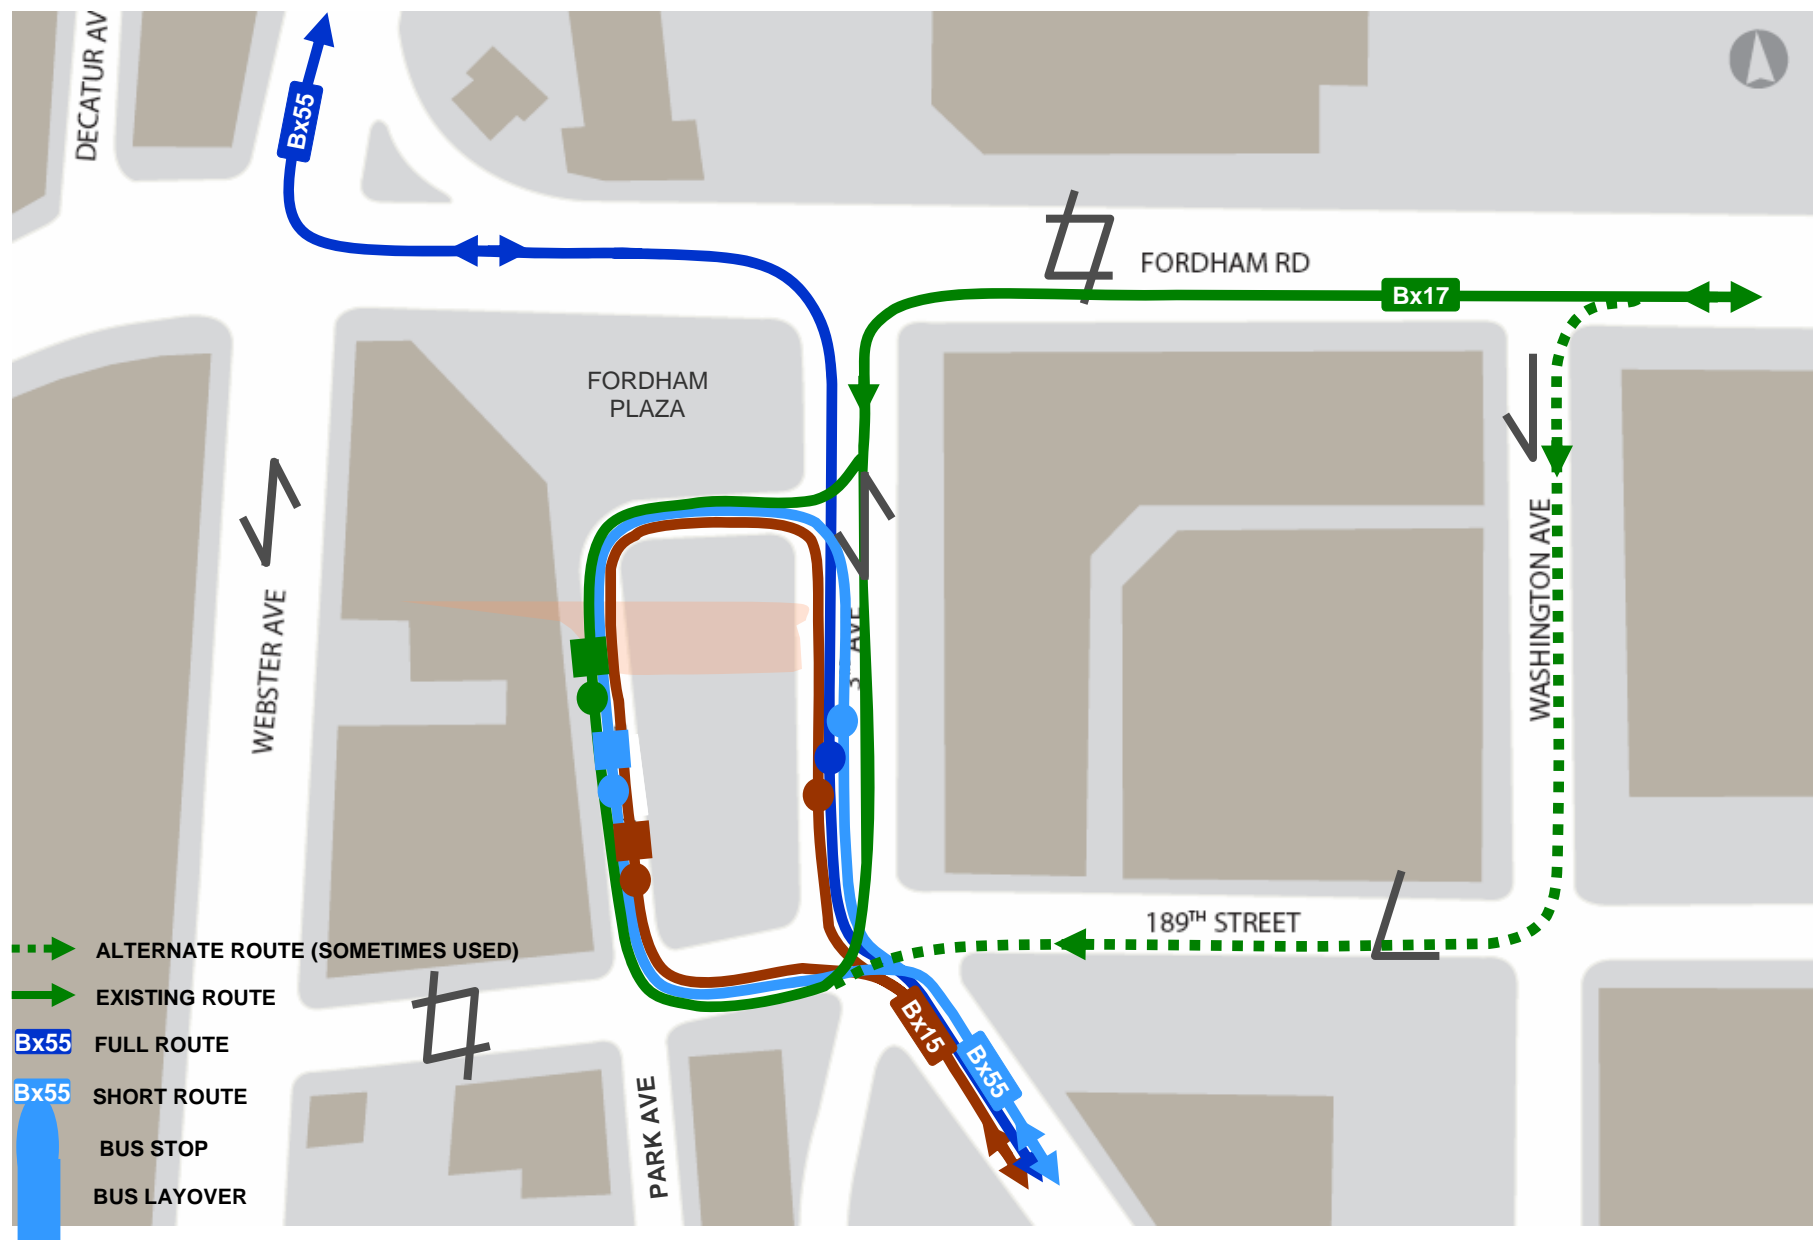 DECATUR AV
Bx55
FORDHAM RD
Bx17
FORDHAM
PLAZA
WEBSTER AVE
AVE
WASHINGTON AVE
189TH STREET
Bx15
Bx55
PARK AVE
ALTERNATE ROUTE (SOMETIMES USED)
EXISTING ROUTE
Bx55 FULL ROUTE
Bx55 SHORT ROUTE
BUS STOP
BUS LAYOVER